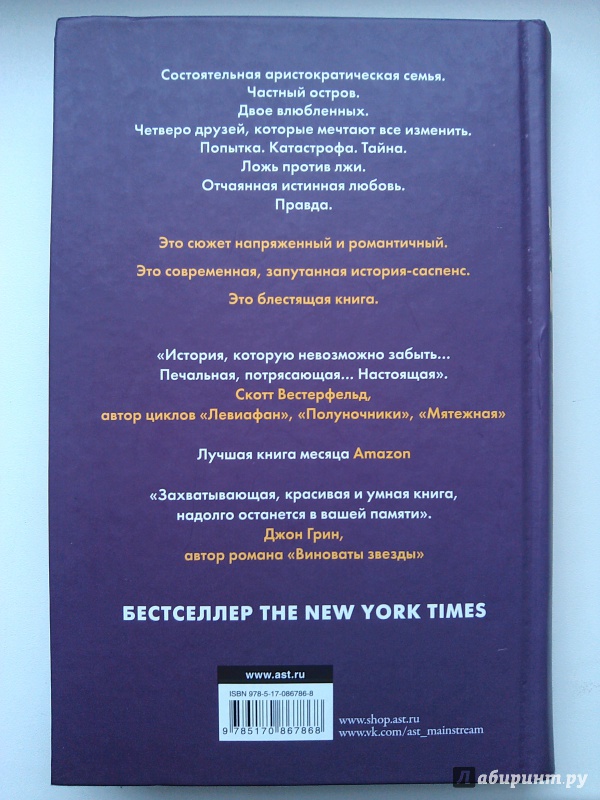 Состоятельная аристократическая семья.
Частный остров.
Двое влюбленных.
Четверо друзей, которые мечтают все изменить.
Попытка. Катастрофа. Тайна.
Ложь против лжи.
Отчаянная истинная любовь.
Правда.
Это сюжет напряженный и романтичный.
Это современная, запутанная история-саспенс.
Это блестящая книга.
«История, которую невозможно забыть...
Печальная, потрясающая... Настоящая».
Скотт Вестерфельд,
автор циклов «Левиафан», «Полуночники», «Мятежная»
Лучшая книга месяца Amazon
«Захватывающая, красивая и умная книга,
надолго останется в вашей памяти».
Джон Грин,
автор романа «Виноваты звезды»
БЕСТСЕЛЛЕР THE NEW YORK TIMES
www.ast.ru
ISBN 978-5-17-086786-8
9 785170 867868
www.shop.ast.ru
www.vk.com/ast_mainstream
Лабиринт.ру